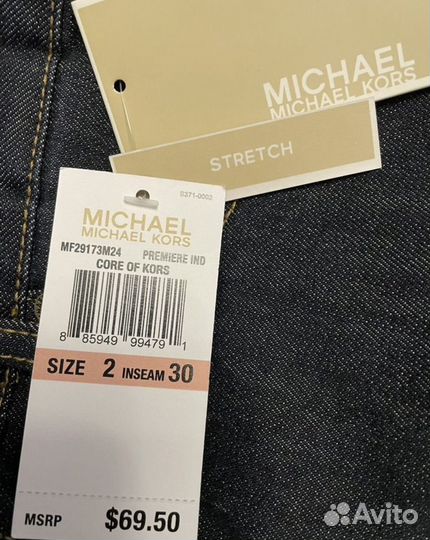 MICHAEL
MICHAEL KORS
STRETCH
8371-0002
MICHAEL
MICHAEL KORS
MF29173M24 PREMIERE IND
CORE OF KORS
8 85949 99479 1
SIZE 2 INSEAM 30
MSRP $69.50
Avito